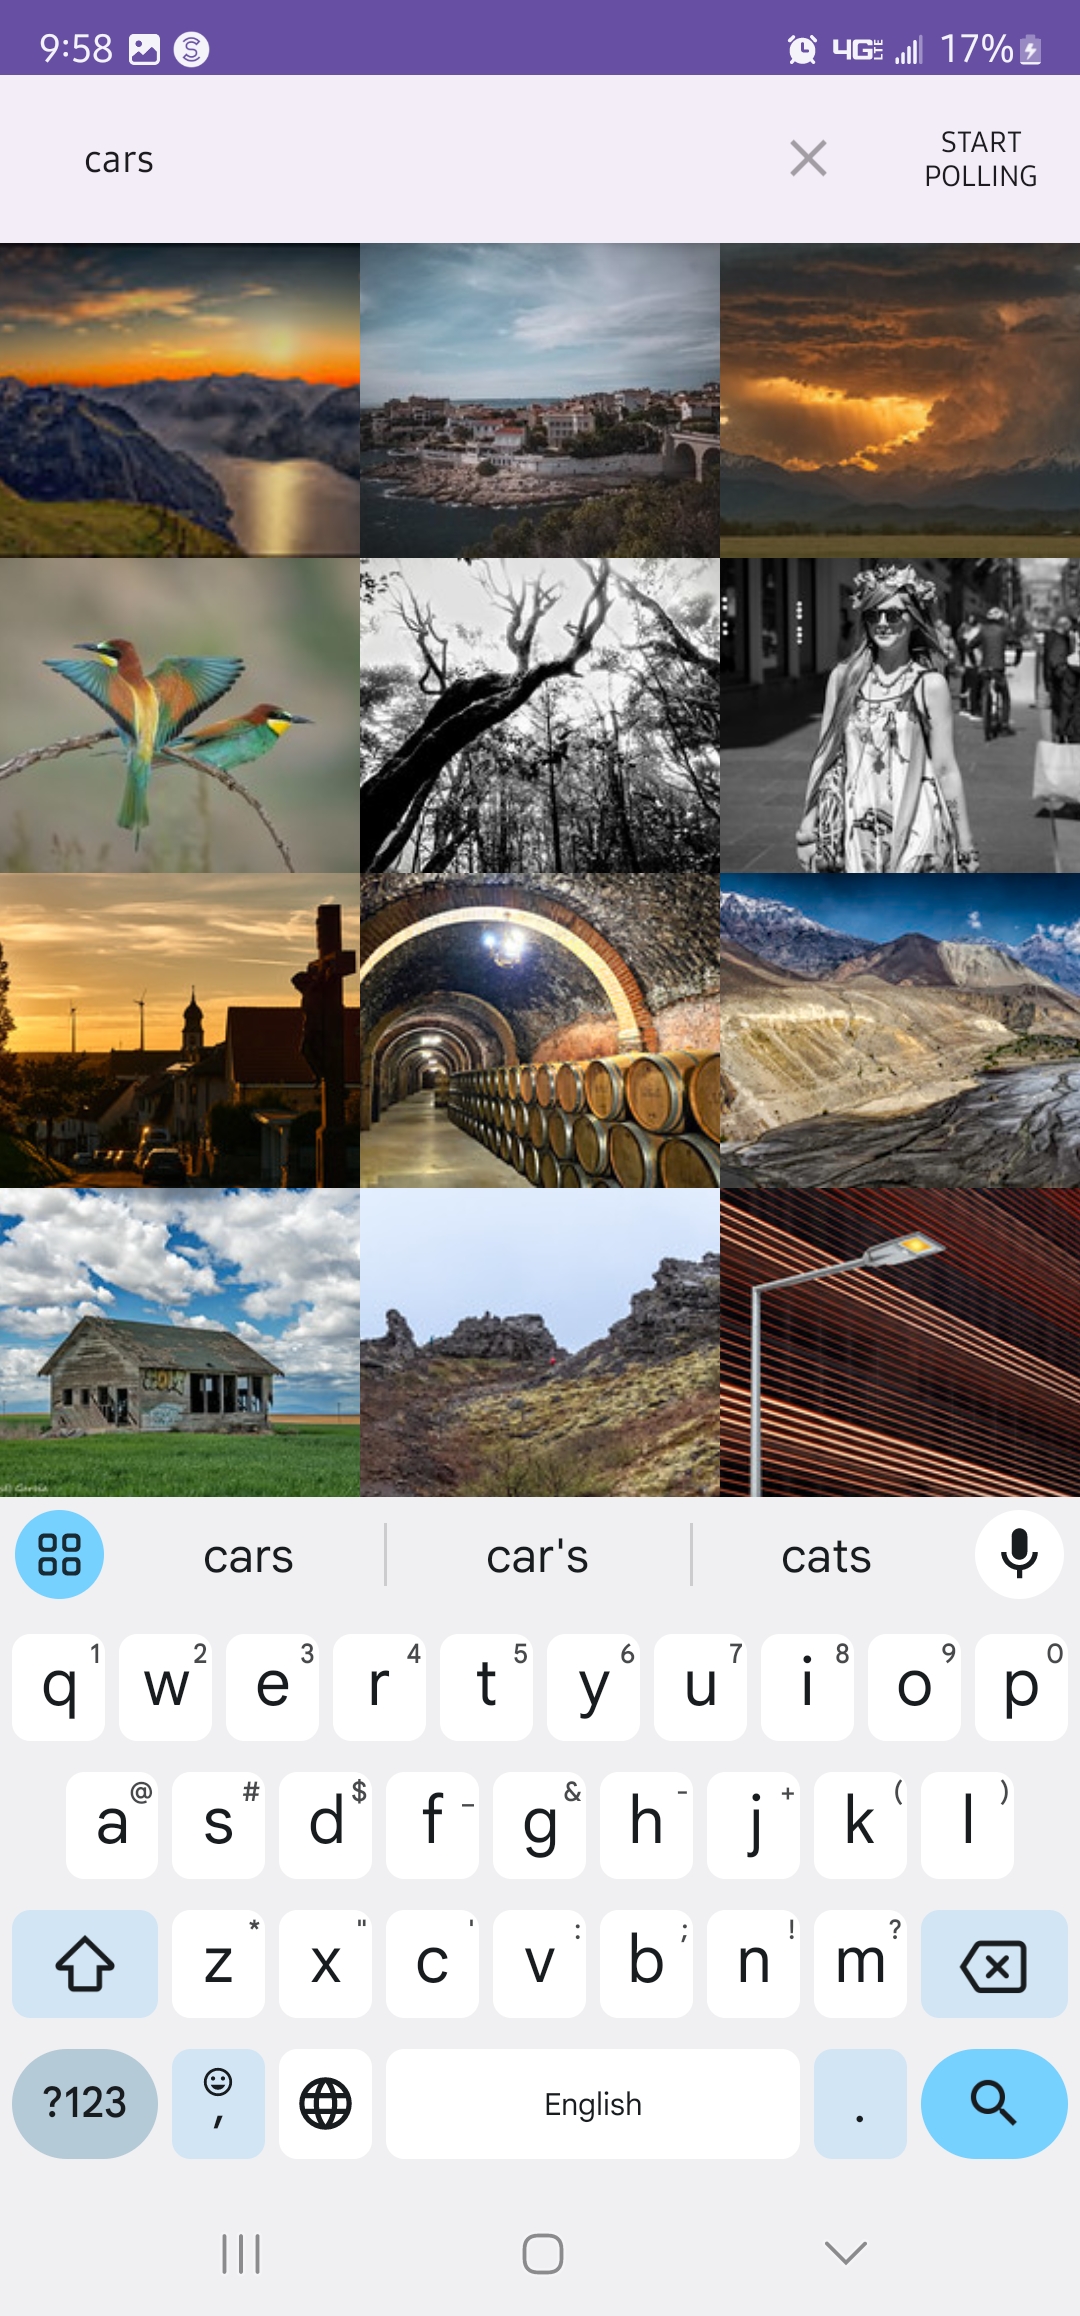 9:58
4G LTE 17%
cars
START
POLLING
cars car's cats
q 1 w 2 e 3 r 4 t 5 y 6 u 7 i 8 o 9 p 0
a @ s # d $ f _ g & h - j + k ( l )
z * x " c ' v : b ; n ! m ?
?123 , English .